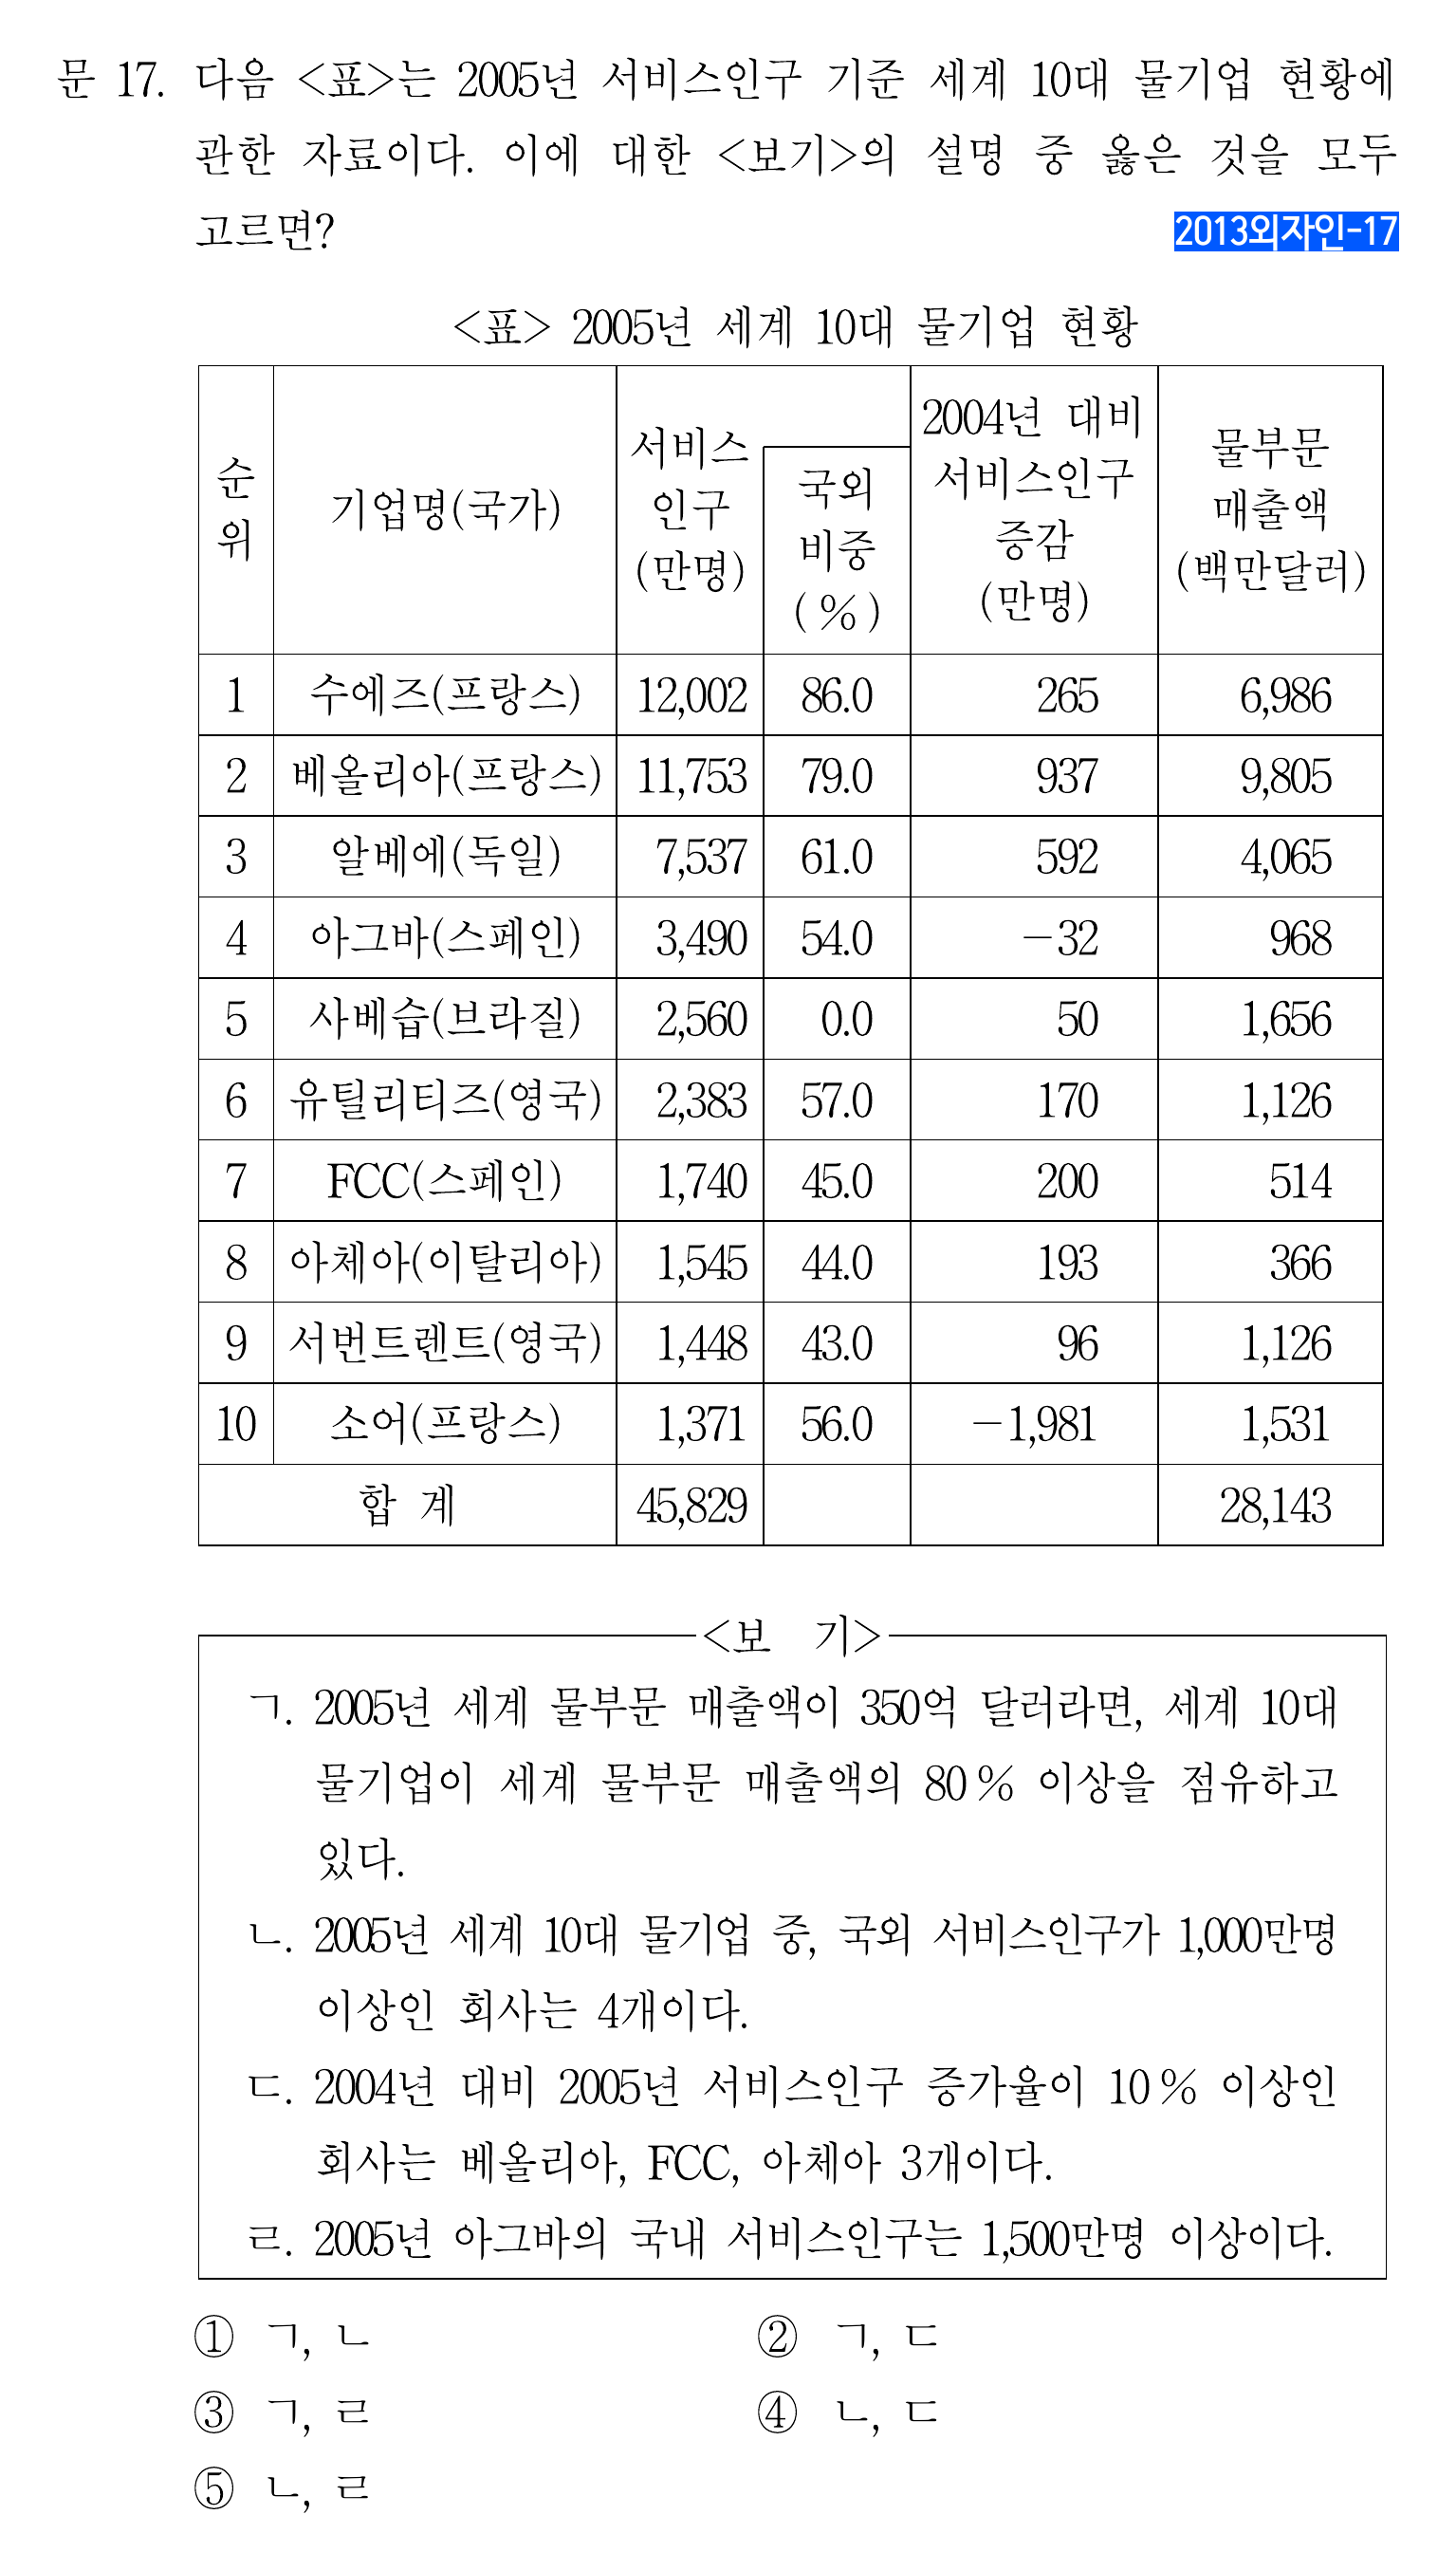 문 17. 다음 <표>는 2005년 서비스인구 기준 세계 10대 물기업 현황에
관한 자료이다. 이에 대한 <보기>의 설명 중 옳은 것을 모두
고르면?
2013외자인-17
<표> 2005년 세계 10대 물기업 현황
순위 기업명(국가) 서비스인구(만명) 국외비중(%) 2004년 대비 서비스인구 증감(만명) 물부문 매출액(백만달러)
1 수에즈(프랑스) 12,002 86.0 265 6,986
2 베올리아(프랑스) 11,753 79.0 937 9,805
3 알베에(독일) 7,537 61.0 592 4,065
4 아그바(스페인) 3,490 54.0 −32 968
5 사베습(브라질) 2,560 0.0 50 1,656
6 유틸리티즈(영국) 2,383 57.0 170 1,126
7 FCC(스페인) 1,740 45.0 200 514
8 아체아(이탈리아) 1,545 44.0 193 366
9 서번트렌트(영국) 1,448 43.0 96 1,126
10 소어(프랑스) 1,371 56.0 −1,981 1,531
합 계 45,829 28,143
<보 기>
ㄱ. 2005년 세계 물부문 매출액이 350억 달러라면, 세계 10대
물기업이 세계 물부문 매출액의 80% 이상을 점유하고
있다.
ㄴ. 2005년 세계 10대 물기업 중, 국외 서비스인구가 1,000만명
이상인 회사는 4개이다.
ㄷ. 2004년 대비 2005년 서비스인구 증가율이 10% 이상인
회사는 베올리아, FCC, 아체아 3개이다.
ㄹ. 2005년 아그바의 국내 서비스인구는 1,500만명 이상이다.
① ㄱ, ㄴ ② ㄱ, ㄷ
③ ㄱ, ㄹ ④ ㄴ, ㄷ
⑤ ㄴ, ㄹ